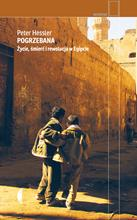 Peter Hessler
POGRZEBANA
Życie, śmierć i rewolucja w Egipcie